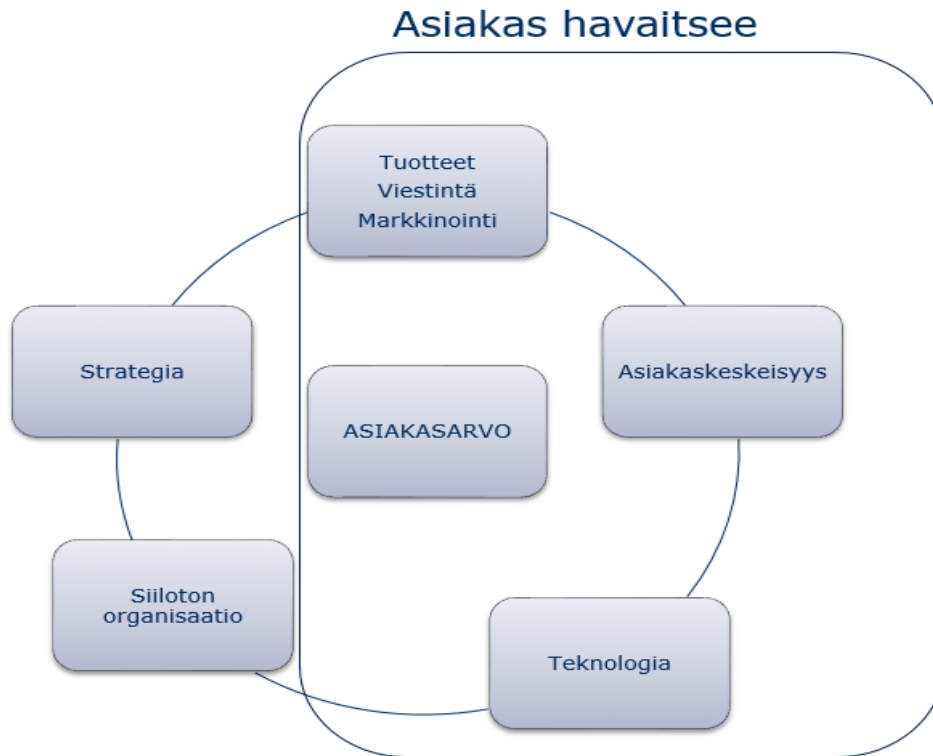 Asiakas havaitsee
Tuotteet
Viestintä
Markkinointi
Strategia
Asiakaskeskeisyys
ASIAKASARVO
Siiloton
organisaatio
Teknologia